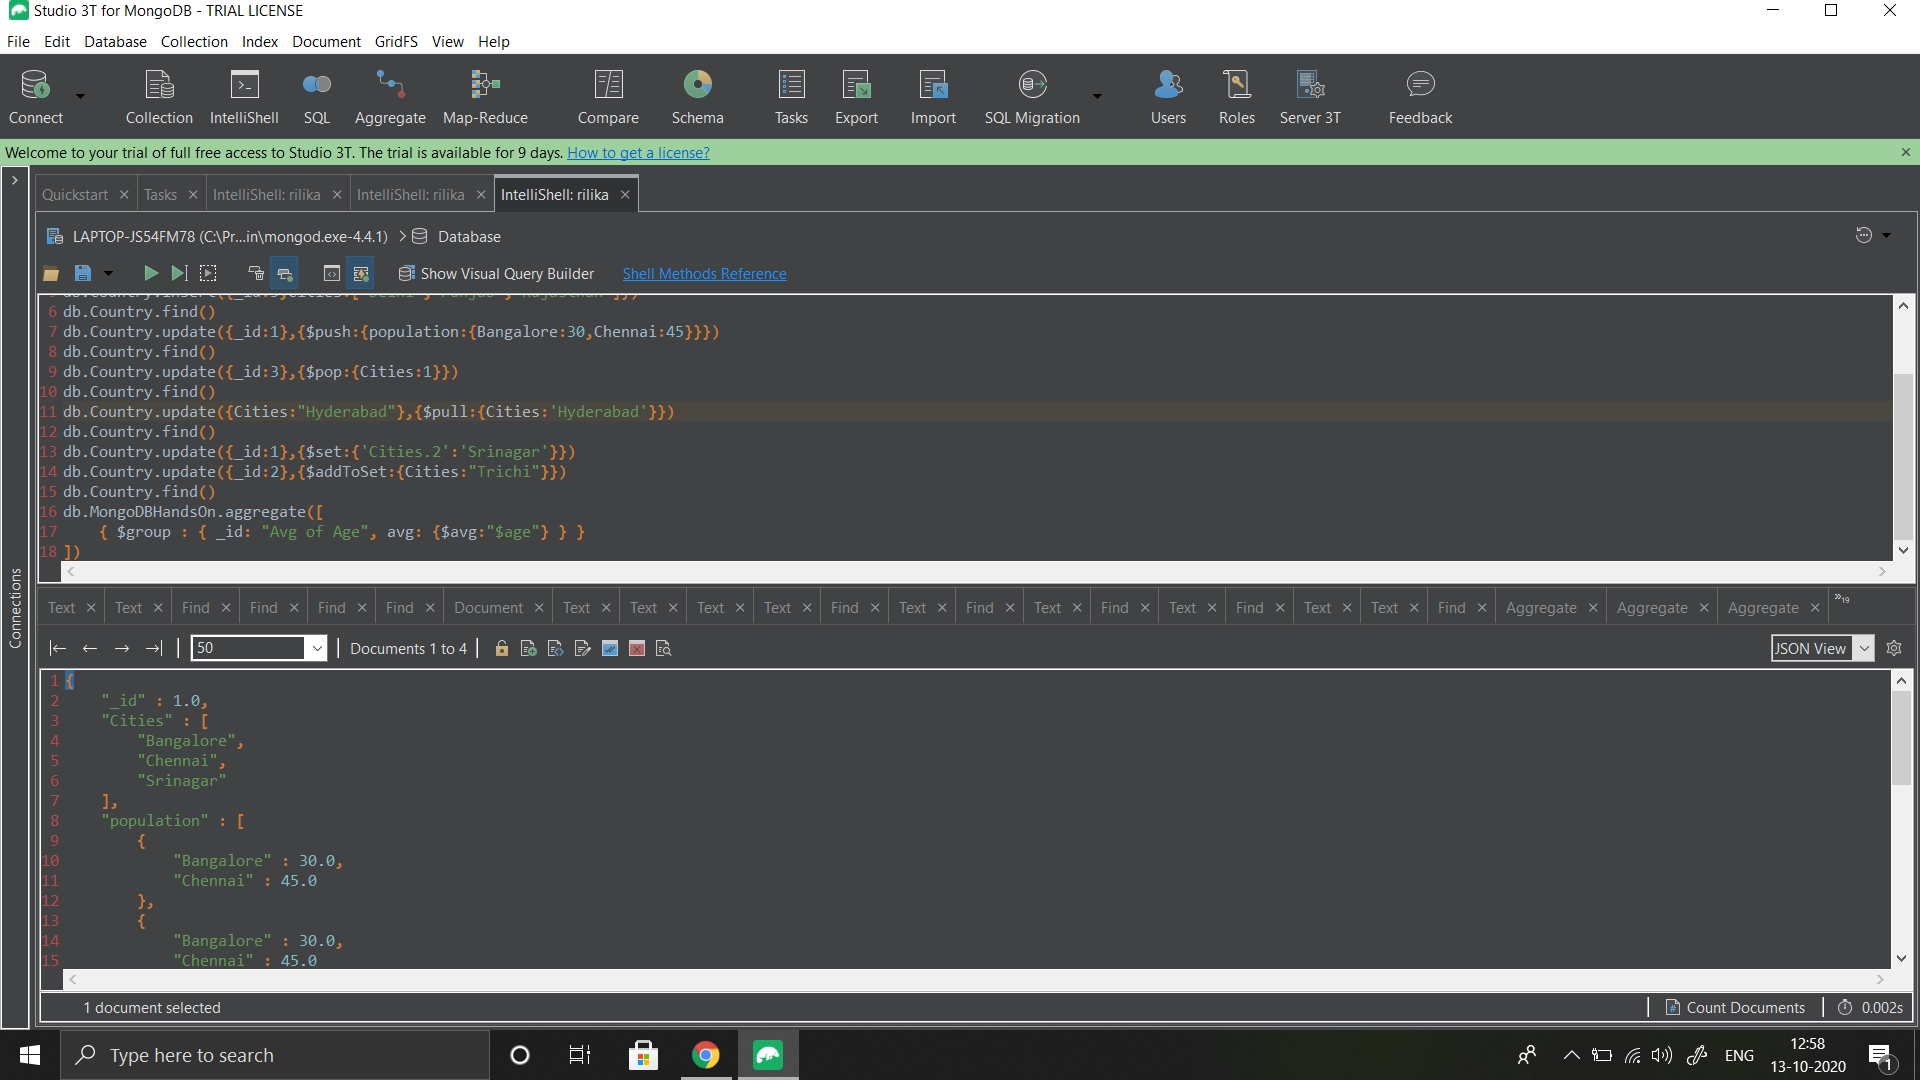 Studio 3T for MongoDB - TRIAL LICENSE
File Edit Database Collection Index Document GridFS View Help
Connect Collection IntelliShell SQL Aggregate Map-Reduce Compare Schema Tasks Export Import SQL Migration Users Roles Server 3T Feedback
Welcome to your trial of full free access to Studio 3T. The trial is available for 9 days. How to get a license?
Quickstart Tasks IntelliShell: rilika IntelliShell: rilika IntelliShell: rilika
LAPTOP-JS54FM78 (C:\Pr...in\mongod.exe-4.4.1) > Database
Show Visual Query Builder Shell Methods Reference
6 db.Country.find()
7 db.Country.update({_id:1},{$push:{population:{Bangalore:30,Chennai:45}}})
8 db.Country.find()
9 db.Country.update({_id:3},{$pop:{Cities:1}})
10 db.Country.find()
11 db.Country.update({Cities:"Hyderabad"},{$pull:{Cities:'Hyderabad'}})
12 db.Country.find()
13 db.Country.update({_id:1},{$set:{'Cities.2':'Srinagar'}})
14 db.Country.update({_id:2},{$addToSet:{Cities:"Trichi"}})
15 db.Country.find()
16 db.MongoDBHandsOn.aggregate([
17 { $group : { _id: "Avg of Age", avg: {$avg:"$age"} } }
18 ])
Connections
Text Text Find Find Find Find Document Text Text Text Text Find Text Find Text Find Text Find Text Text Find Aggregate Aggregate Aggregate »19
50 Documents 1 to 4 JSON View
1 {
2 "_id" : 1.0,
3 "Cities" : [
4 "Bangalore",
5 "Chennai",
6 "Srinagar"
7 ],
8 "population" : [
9 {
10 "Bangalore" : 30.0,
11 "Chennai" : 45.0
12 },
13 {
14 "Bangalore" : 30.0,
15 "Chennai" : 45.0
1 document selected Count Documents 0.002s
Type here to search
ENG
12:58
13-10-2020
1